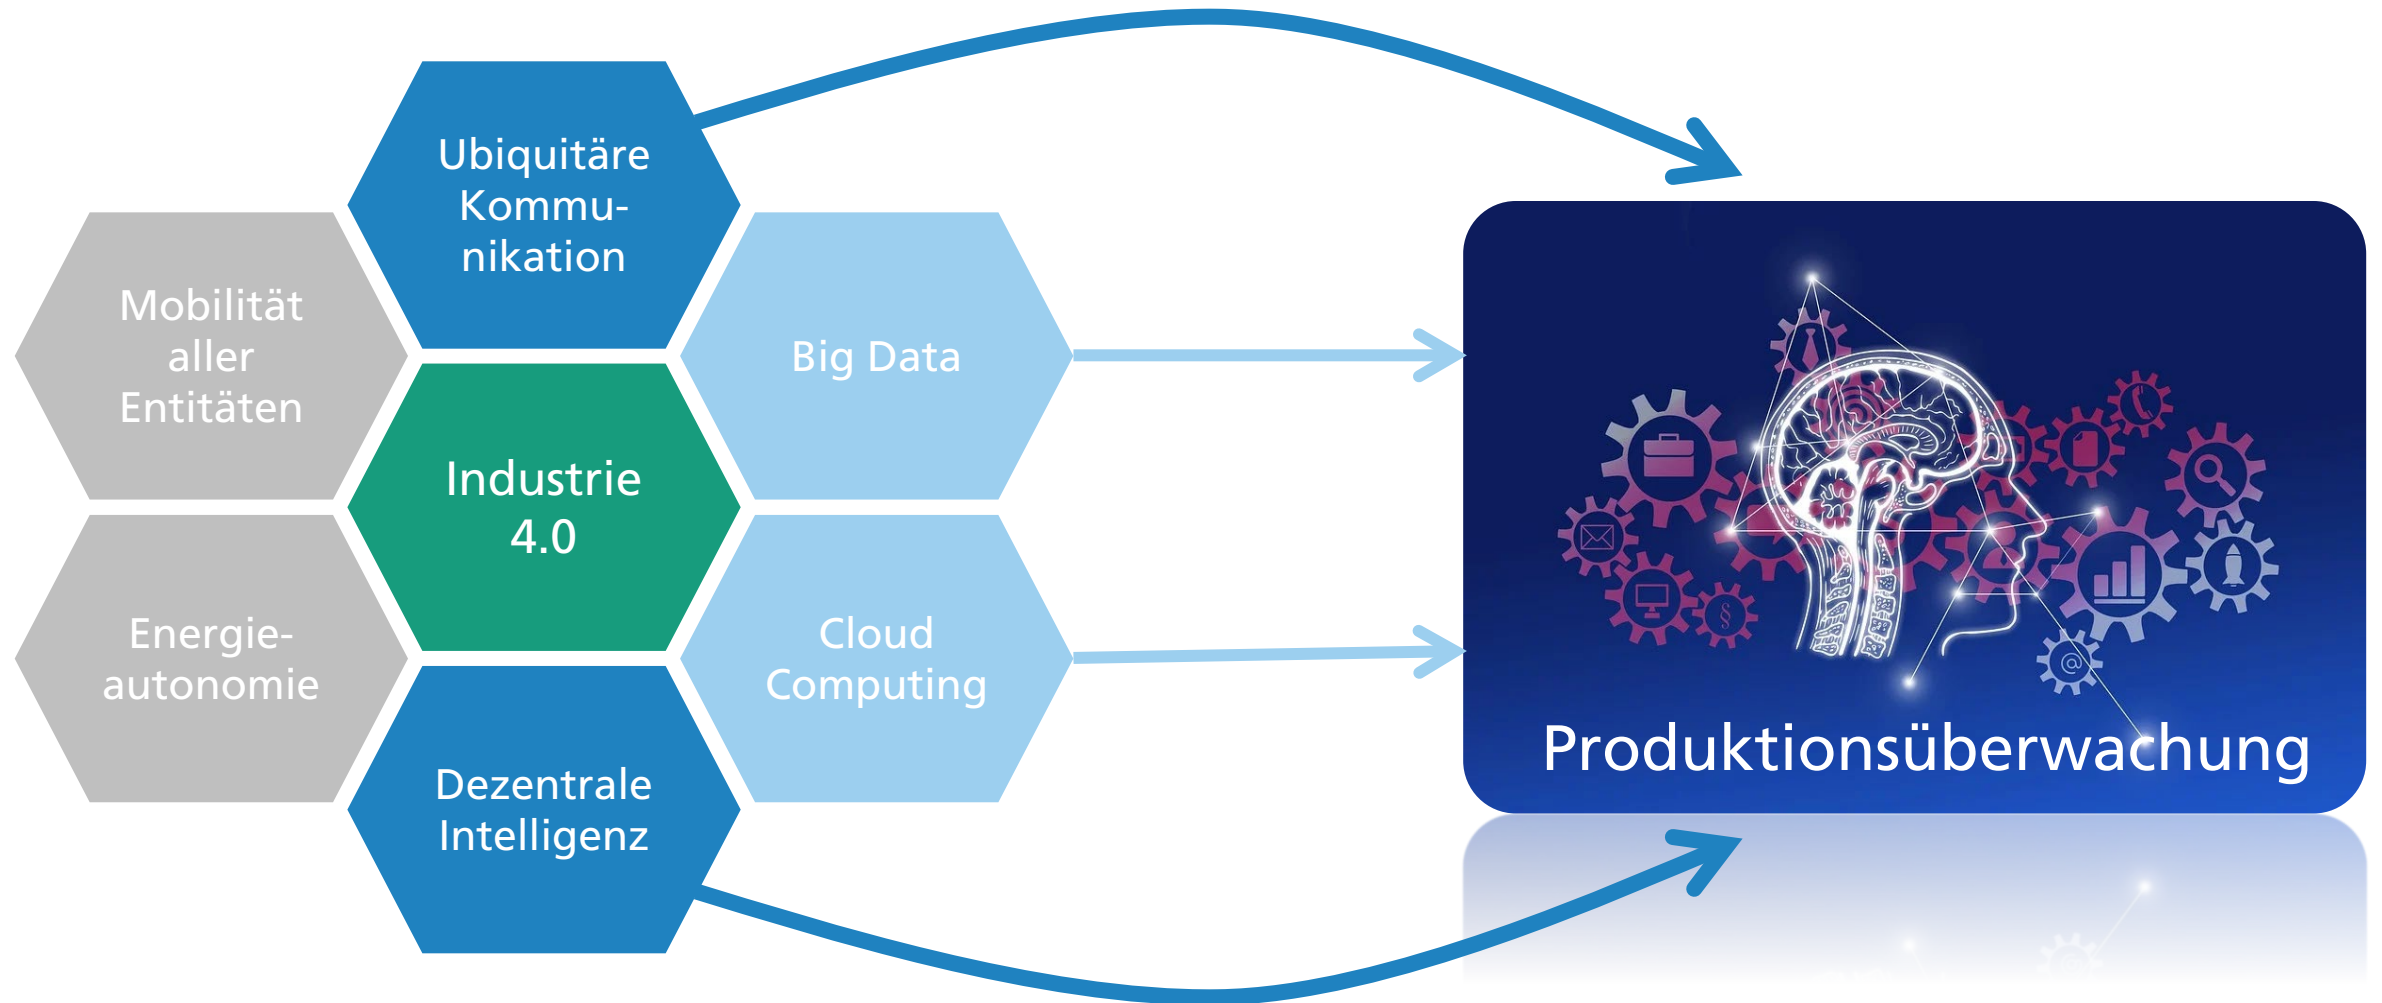 Ubiquitäre
Kommu-
nikation
Mobilität
aller
Entitäten
Big Data
Industrie
4.0
Energie-
autonomie
Cloud
Computing
Dezentrale
Intelligenz
§
@
Produktionsüberwachung